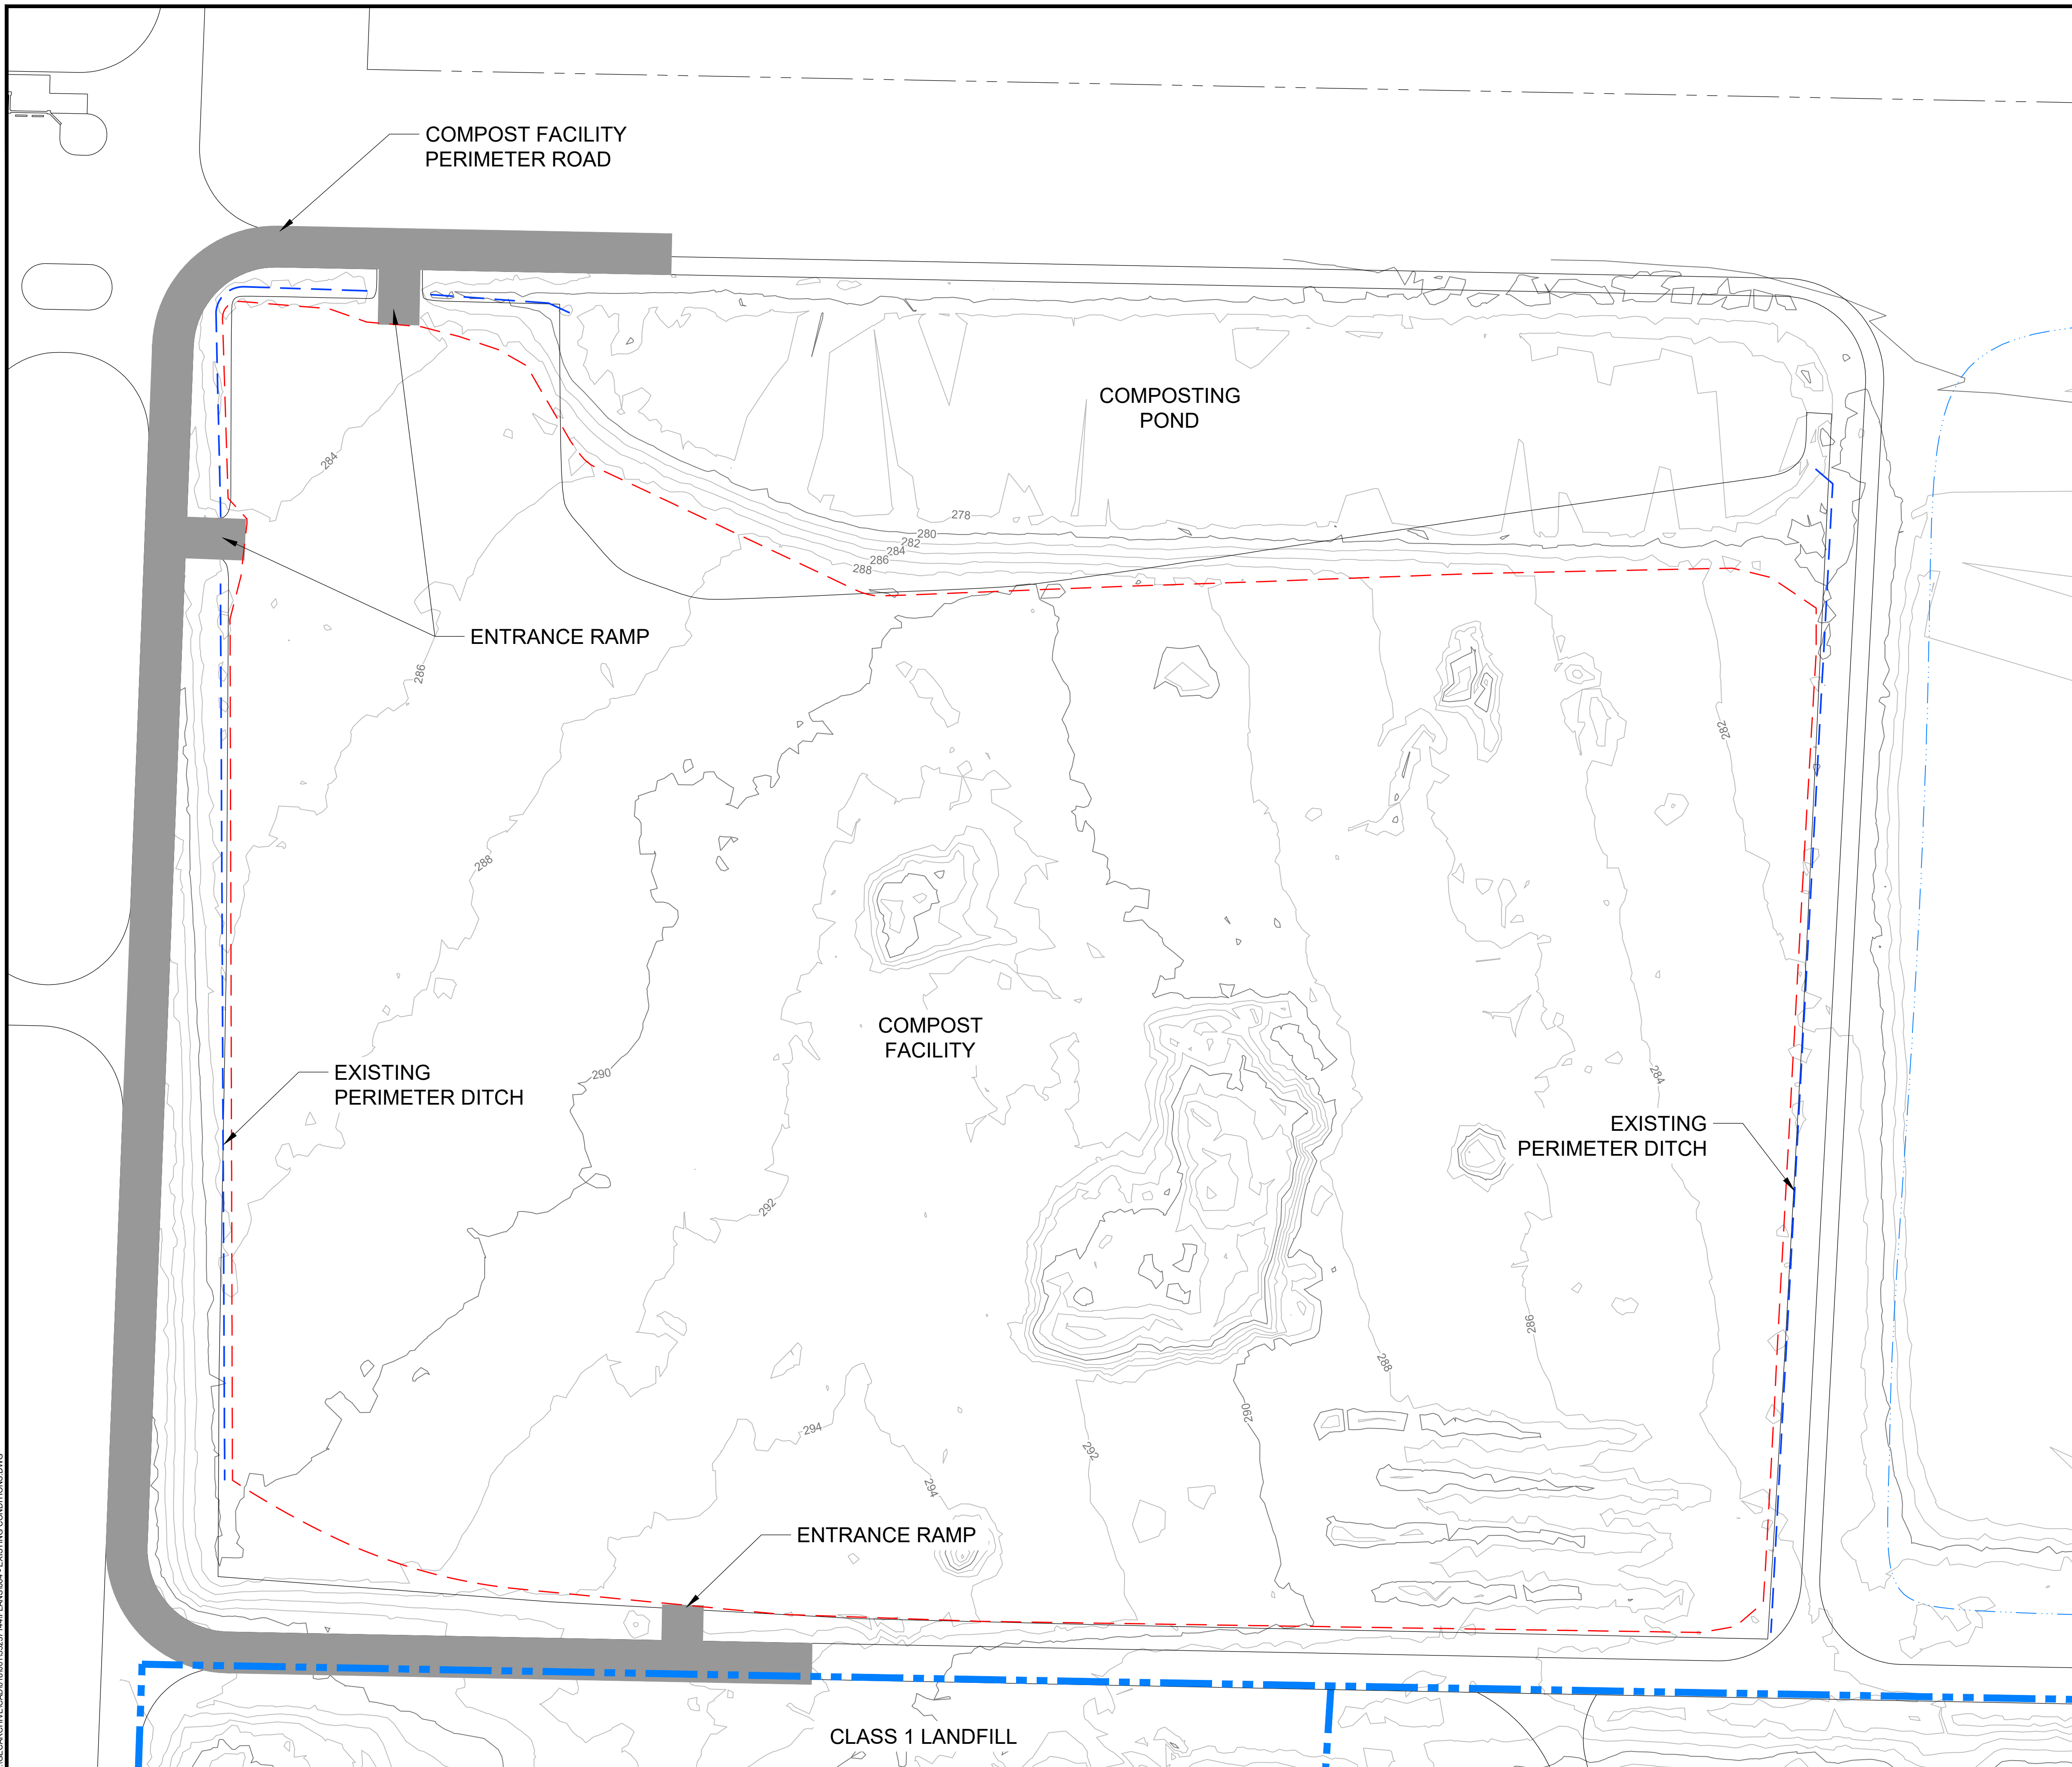 COMPOST FACILITY
PERIMETER ROAD
COMPOSTING
POND
284
278
280
282
284
286
288
ENTRANCE RAMP
286
282
288
COMPOST
FACILITY
290
EXISTING
PERIMETER DITCH
284
EXISTING
PERIMETER DITCH
292
286
288
290
294
292
294
ENTRANCE RAMP
CLASS 1 LANDFILL